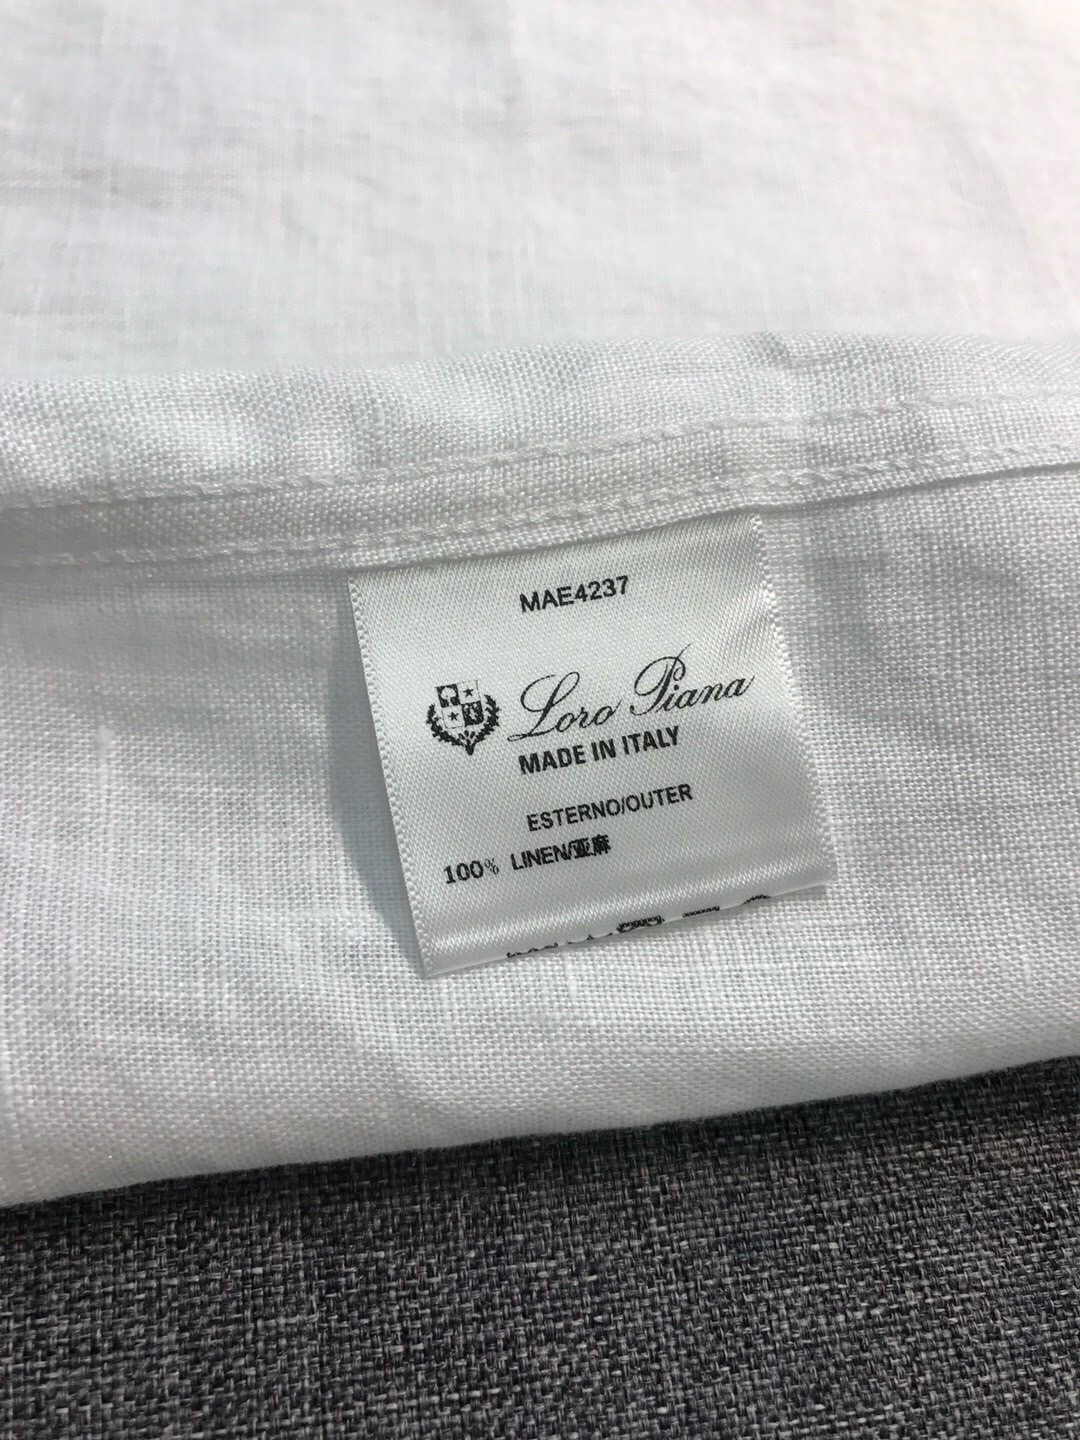 MAE4237
Loro Piana
MADE IN ITALY
ESTERNO/OUTER
100% LINEN/亚麻